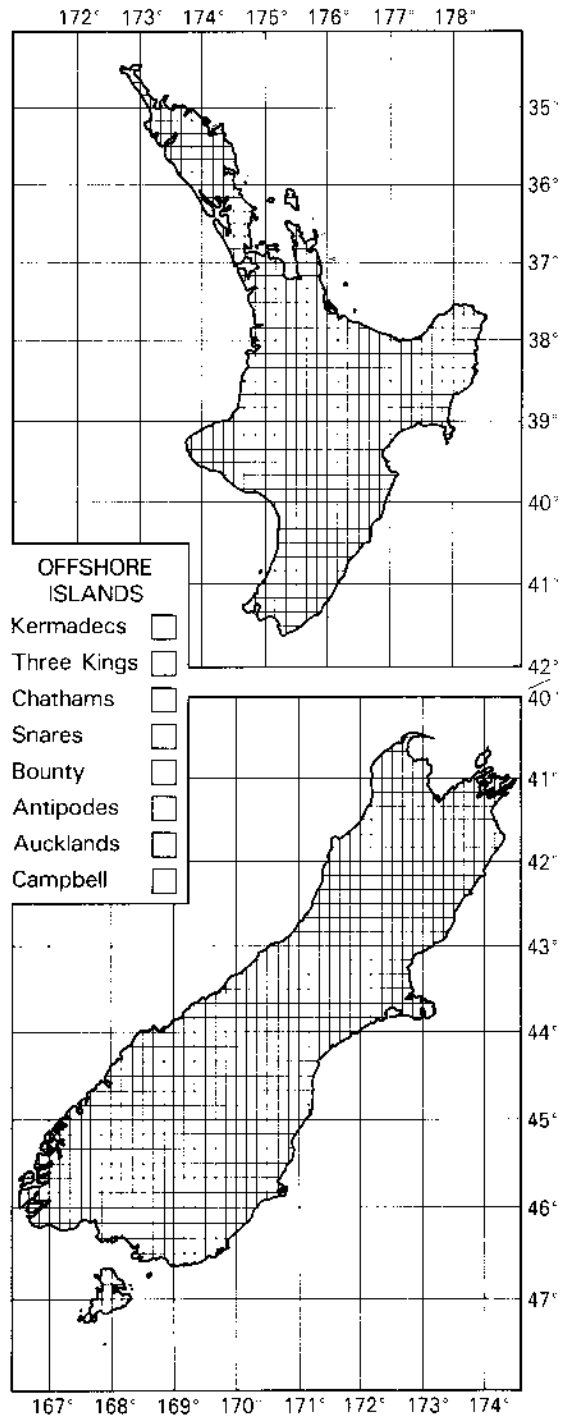 172° 173° 174° 175° 176° 177° 178°
35°
36°
37°
38°
39°
40°
41°
42°
OFFSHORE
ISLANDS
Kermadecs
Three Kings
Chathams
Snares
Bounty
Antipodes
Aucklands
Campbell
40°
41°
42°
43°
44°
45°
46°
47°
167° 168° 169° 170° 171° 172° 173° 174°